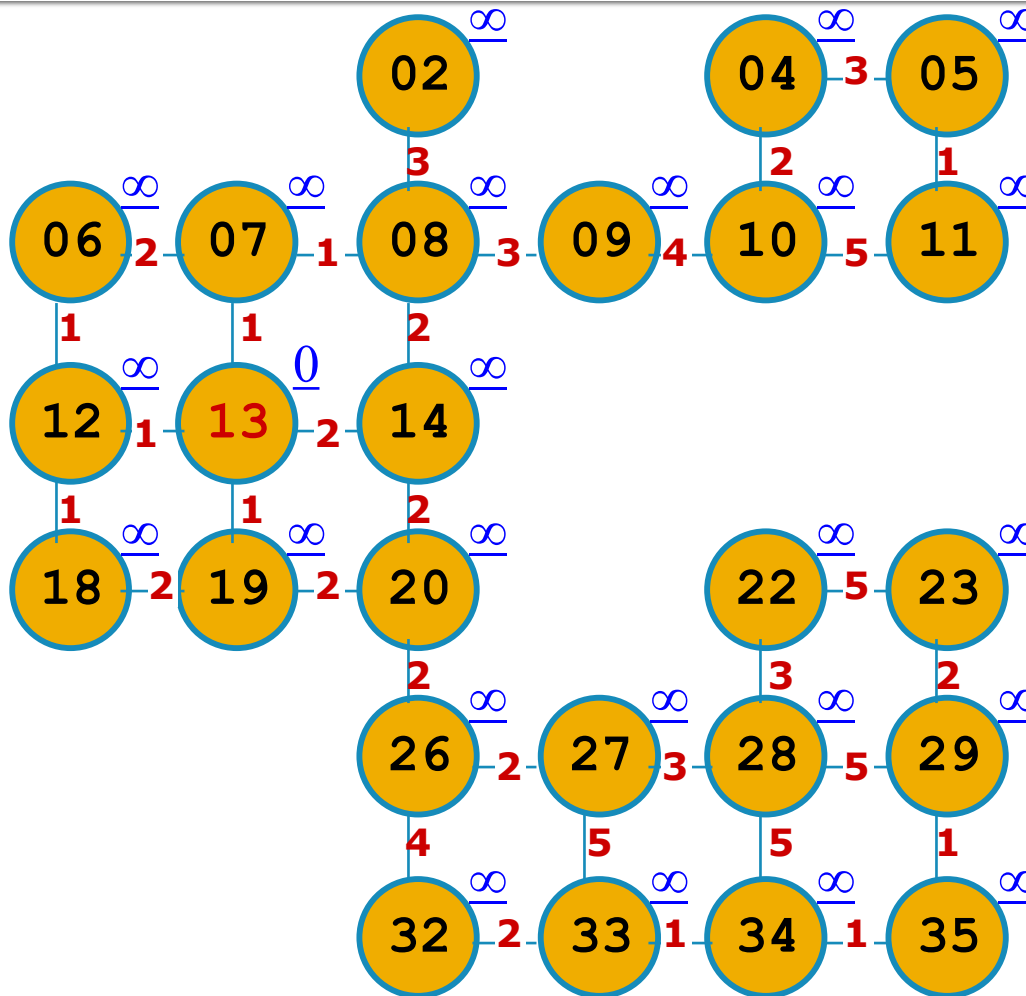 ∞ ∞ ∞
02 04 3 05
3 2 1
∞ ∞ ∞ ∞ ∞ ∞
06 2 07 1 08 3 09 4 10 5 11
1 1 2
∞ 0 ∞
12 1 13 2 14
1 1 2
∞ ∞ ∞ ∞ ∞
18 2 19 2 20 22 5 23
2 3 2
∞ ∞ ∞ ∞
26 2 27 3 28 5 29
4 5 5 1
∞ ∞ ∞ ∞
32 2 33 1 34 1 35